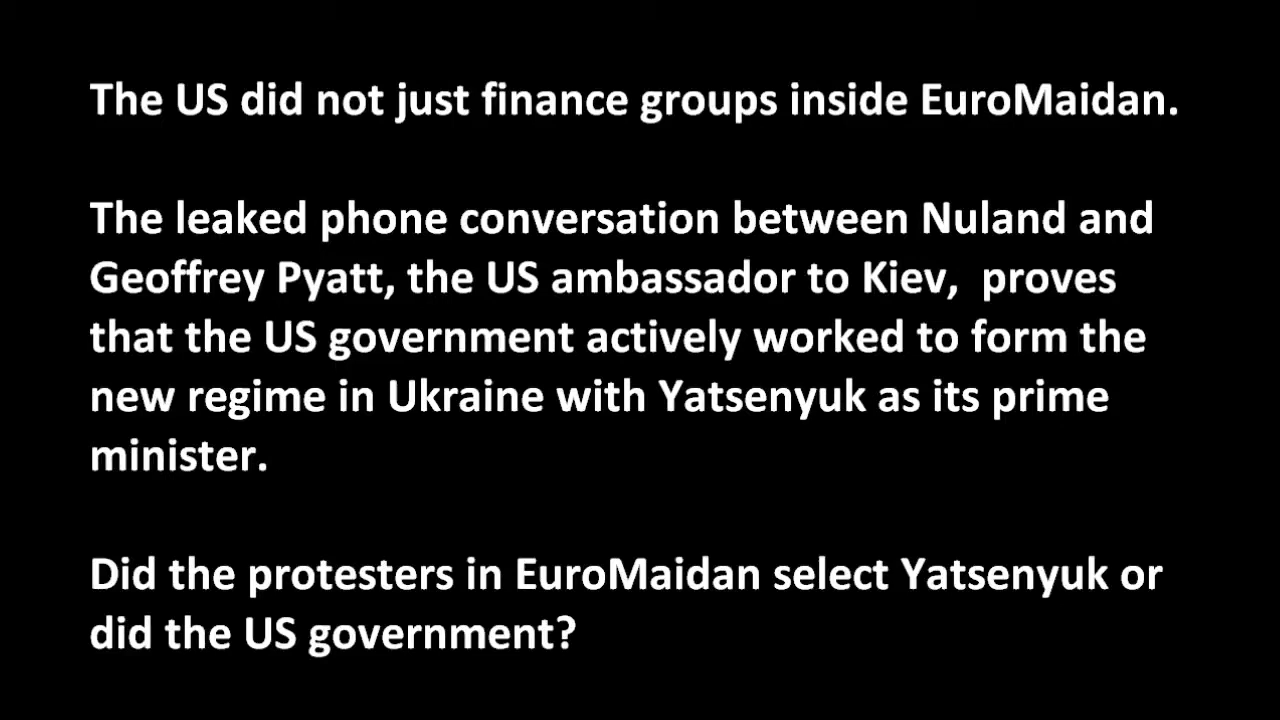 The US did not just finance groups inside EuroMaidan.
The leaked phone conversation between Nuland and
Geoffrey Pyatt, the US ambassador to Kiev,  proves
that the US government actively worked to form the
new regime in Ukraine with Yatsenyuk as its prime
minister.
Did the protesters in EuroMaidan select Yatsenyuk or
did the US government?